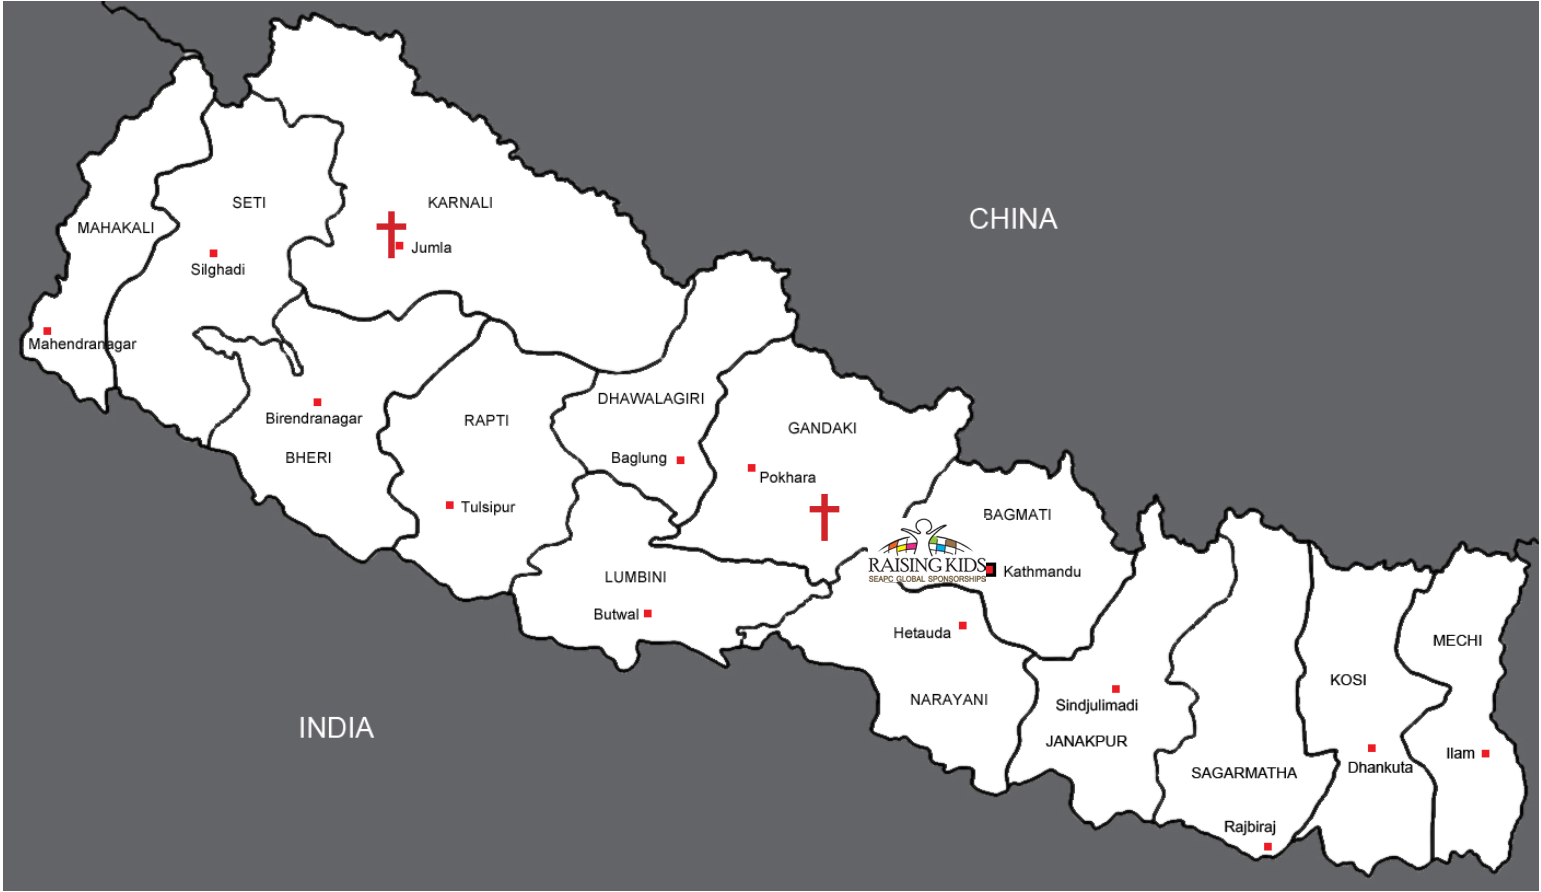 CHINA
KARNALI
SETI
MAHAKALI
Jumla
Silghadi
Mahendranagar
DHAWALAGIRI
Birendranagar
RAPTI
GANDAKI
BHERI
Baglung
Pokhara
Tulsipur
BAGMATI
RAISING KIDS
SEAPC GLOBAL SPONSORSHIPS
Kathmandu
LUMBINI
Butwal
Hetauda
MECHI
KOSI
NARAYANI
Sindjulimadi
INDIA
JANAKPUR
Ilam
Dhankuta
SAGARMATHA
Rajbiraj